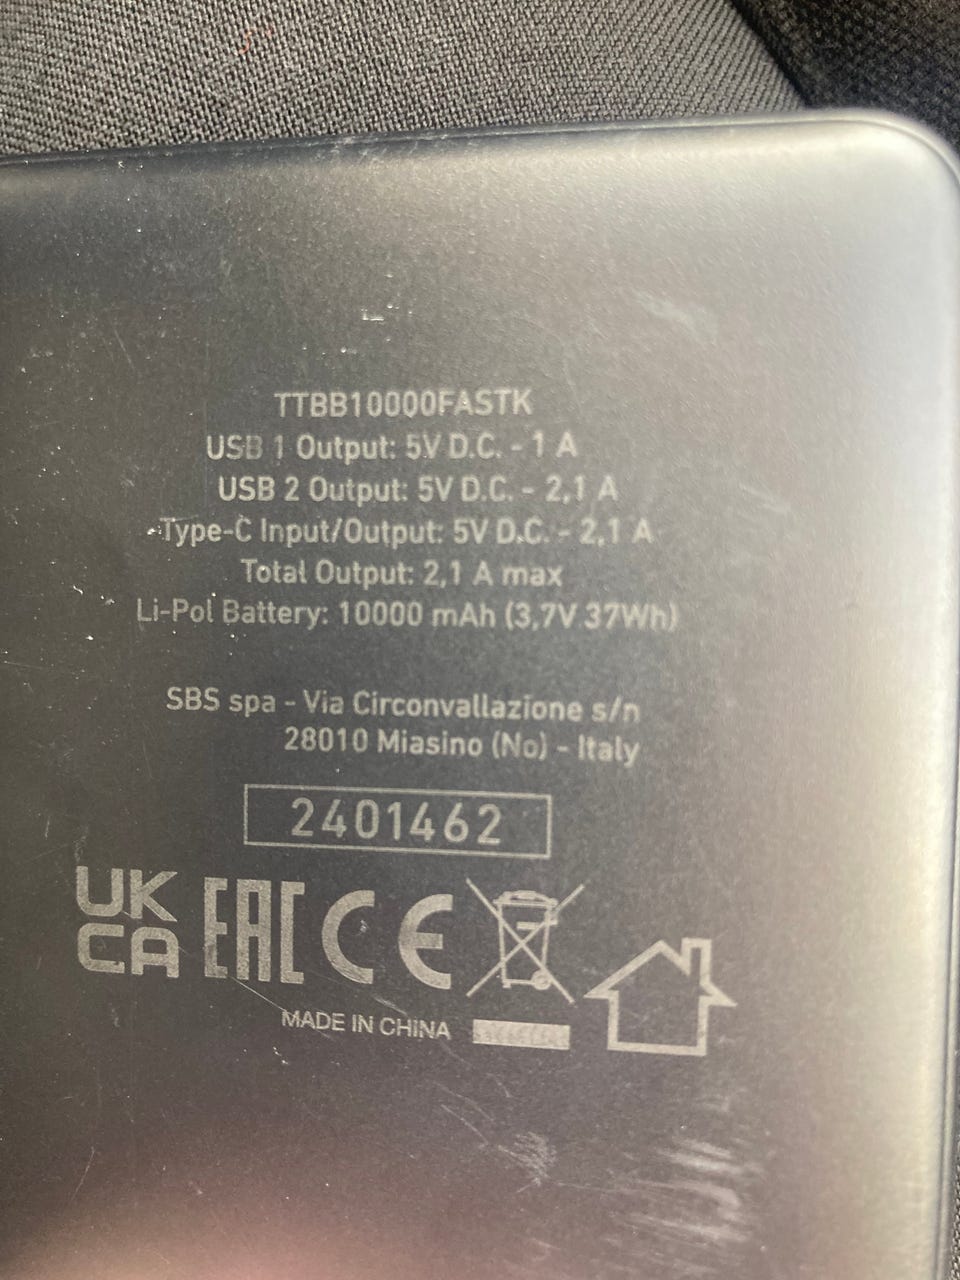 TTBB10000FASTK
USB 1 Output: 5V D.C. - 1 A
USB 2 Output: 5V D.C. - 2,1 A
Type-C Input/Output: 5V D.C. - 2,1 A
Total Output: 2,1 A max
Li-Pol Battery: 10000 mAh (3,7V 37Wh)
SBS spa - Via Circonvallazione s/n
28010 Miasino (No) - Italy
2401462
UK
CA EAC CE
MADE IN CHINA